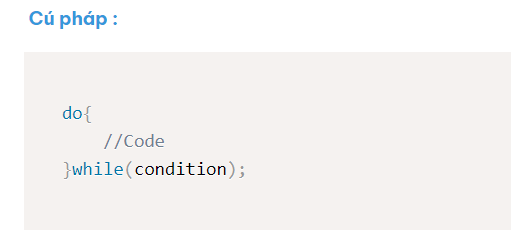 Cú pháp :
do{
    //Code
}while(condition);